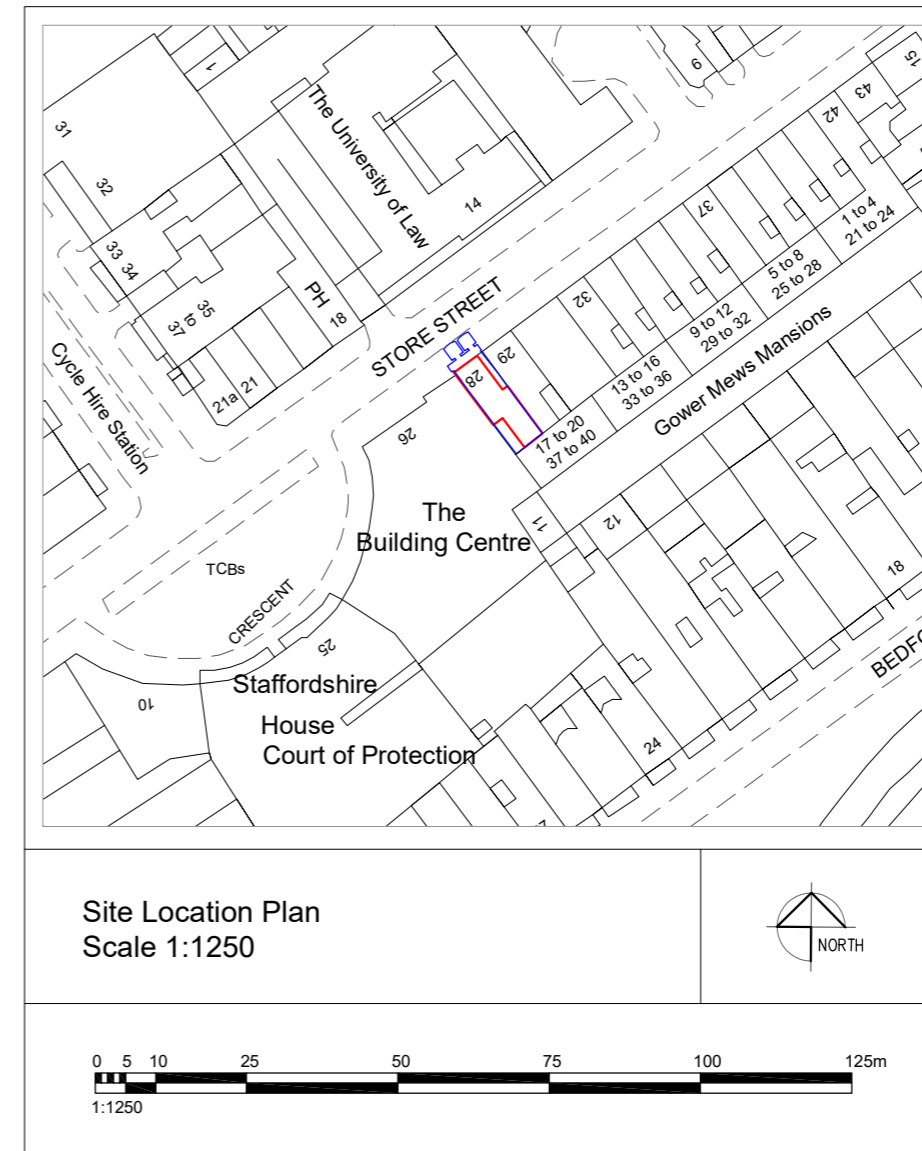 1
9
15
31
The University of Law
43
42
32
14
37
1 to 4
21 to 24
33 34
5 to 8
25 to 28
PH
35
to
37
18
STORE STREET
32
9 to 12
29 to 32
Gower Mews Mansions
29
28
13 to 16
33 to 36
Cycle Hire Station
21a 21
26
17 to 20
37 to 40
The
Building Centre
11
12
18
TCBs
CRESCENT
25
BEDFO
Staffordshire
House
Court of Protection
10
24
Site Location Plan
Scale 1:1250
NORTH
0 5 10 25 50 75 100 125m
1:1250